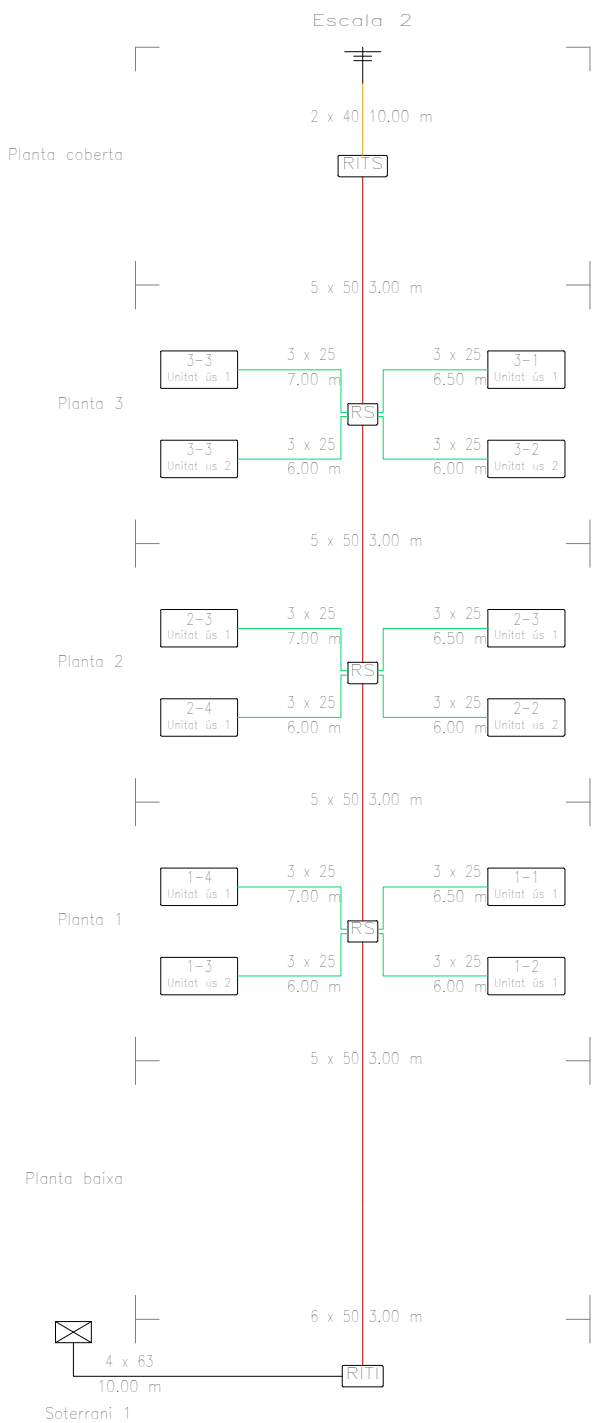 Escala 2
2 x 40 10.00 m
Planta coberta
RITS
5 x 50 3.00 m
3-3
Unitat ús 1
3 x 25
7.00 m
3 x 25
6.50 m
3-1
Unitat ús 1
Planta 3
RS
3-3
Unitat us 2
3 x 25
6.00 m
3 x 25
6.00 m
3-2
Unitat us 2
5 x 50 3.00 m
2-3
Unitat ús 1
3 x 25
7.00 m
3 x 25
6.50 m
2-3
Unitat ús 1
Planta 2
RS
2-4
Unitat ús 1
3 x 25
6.00 m
3 x 25
6.00 m
2-2
Unitat us 2
5 x 50 3.00 m
1-4
Unitat ús 1
3 x 25
7.00 m
3 x 25
6.50 m
1-1
Unitat ús 1
Planta 1
RS
1-3
Unitat us 2
3 x 25
6.00 m
3 x 25
6.00 m
1-2
Unitat ús 1
5 x 50 3.00 m
Planta baixa
6 x 50 3.00 m
4 x 63
10.00 m
RITI
Soterrani 1